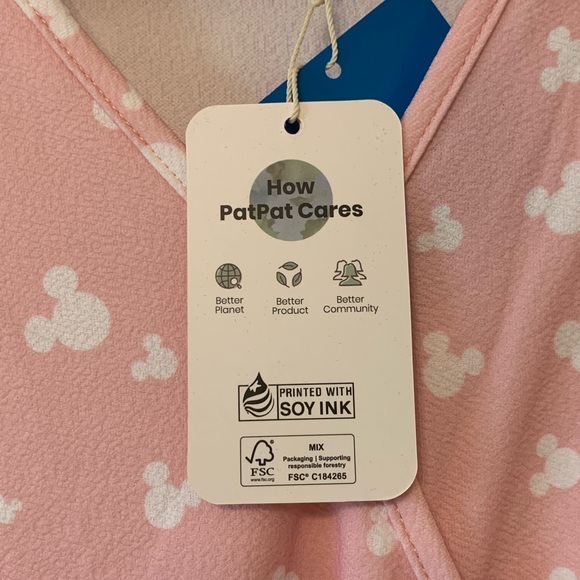 How
PatPat Cares
Better
Planet
Better
Product
Better
Community
PRINTED WITH
SOY INK
FSC
www.fsc.org
MIX
Packaging | Supporting
responsible forestry
FSC® C184265